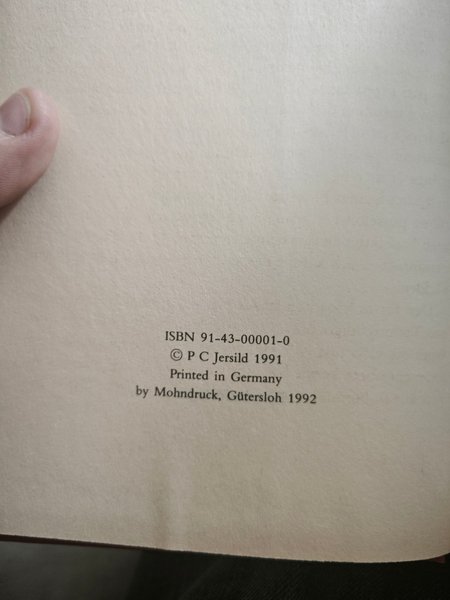 ISBN 91-43-00001-0
© P C Jersild 1991
Printed in Germany
by Mohndruck, Gütersloh 1992